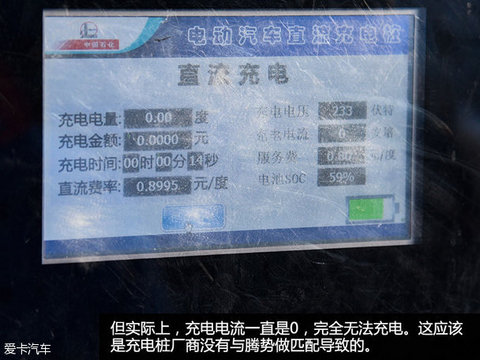 中国石化
电动汽车直流充电桩
直流充电
充电电量: 0.00 度
充电金额: 0.0000 元
充电时间: 00时00分14秒
直流费率: 0.8995 元/度
充电电压 233 伏特
充电电流 0 安培
服务费 元/度
电池SOC 59%
但实际上，充电电流一直是0，完全无法充电。这应该
是充电桩厂商没有与腾势做匹配导致的。
爱卡汽车